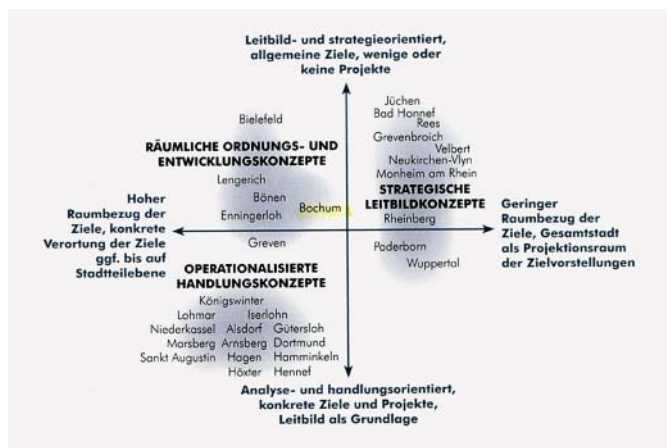 Leitbild- und strategieorientiert,
allgemeine Ziele, wenige oder
keine Projekte
Bielefeld
Jüchen
Bad Honnef
Rees
Grevenbroich
Velbert
Neukirchen-Vlyn
Monheim am Rhein
RÄUMLICHE ORDNUNGS- UND
ENTWICKLUNGSKONZEPTE
Lengerich
Bönen
Bochum
Enningerloh
Greven
STRATEGISCHE
LEITBILDKONZEPTE
Rheinberg
Paderborn
Wuppertal
Hoher
Raumbezug der
Ziele, konkrete
Verortung der Ziele
ggf. bis auf
Stadtteilebene
Geringer
Raumbezug der
Ziele, Gesamtstadt
als Projektionsraum
der Zielvorstellungen
OPERATIONALISIERTE
HANDLUNGSKONZEPTE
Königswinter
Lohmar Iserlohn
Niederkassel Alsdorf Gütersloh
Marsberg Arnsberg Dortmund
Sankt Augustin Hagen Hamminkeln
Höxter Hennef
Analyse- und handlungsorientiert,
konkrete Ziele und Projekte,
Leitbild als Grundlage